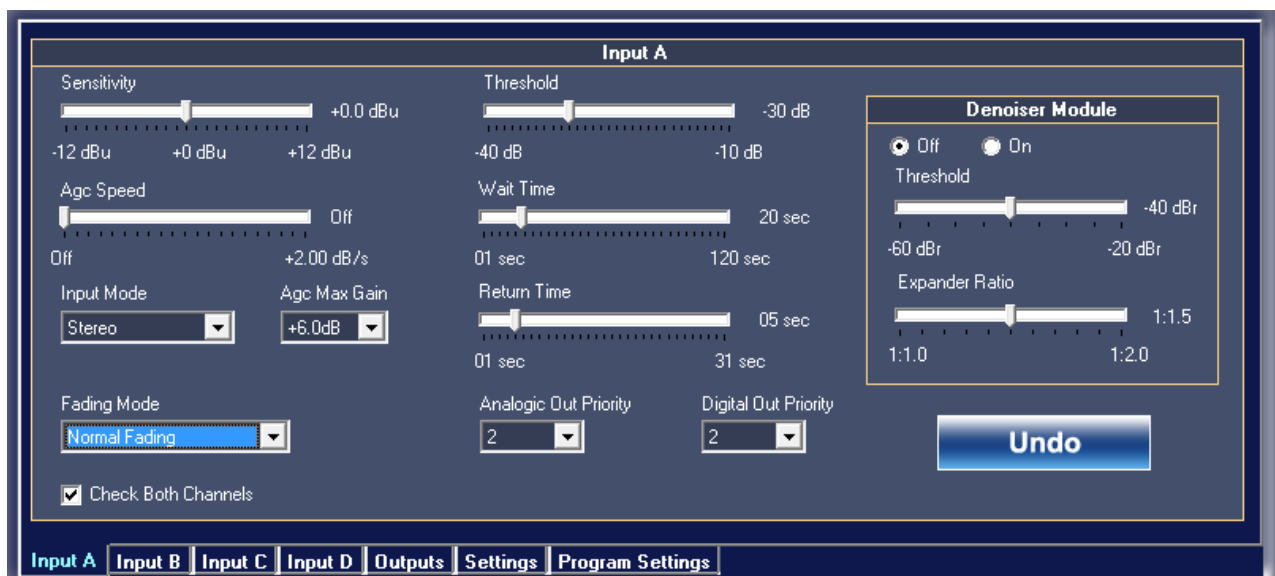 Input A
Sensitivity
+0.0 dBu
-12 dBu +0 dBu +12 dBu
Agc Speed
Off
Off +2.00 dB/s
Input Mode Agc Max Gain
Stereo +6.0dB
Fading Mode
Normal Fading
Check Both Channels
Threshold
-30 dB
-40 dB -10 dB
Wait Time
20 sec
01 sec 120 sec
Return Time
05 sec
01 sec 31 sec
Analogic Out Priority Digital Out Priority
2 2
Denoiser Module
Off On
Threshold
-40 dBr
-60 dBr -20 dBr
Expander Ratio
1:1.5
1:1.0 1:2.0
Undo
Input A Input B Input C Input D Outputs Settings Program Settings